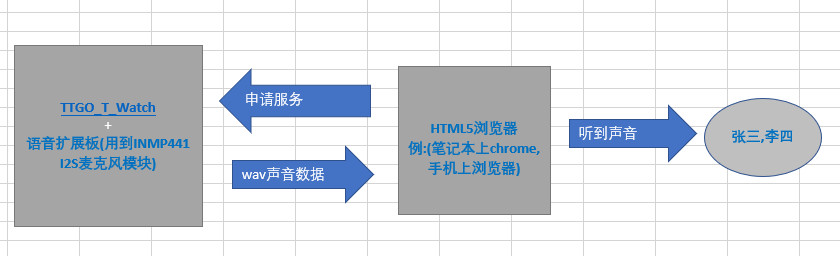 TTGO_T_Watch
+
语音扩展板(用到INMP441
I2S麦克风模块)
申请服务
wav声音数据
HTML5浏览器
例:(笔记本上chrome,
手机上浏览器)
听到声音
张三,李四